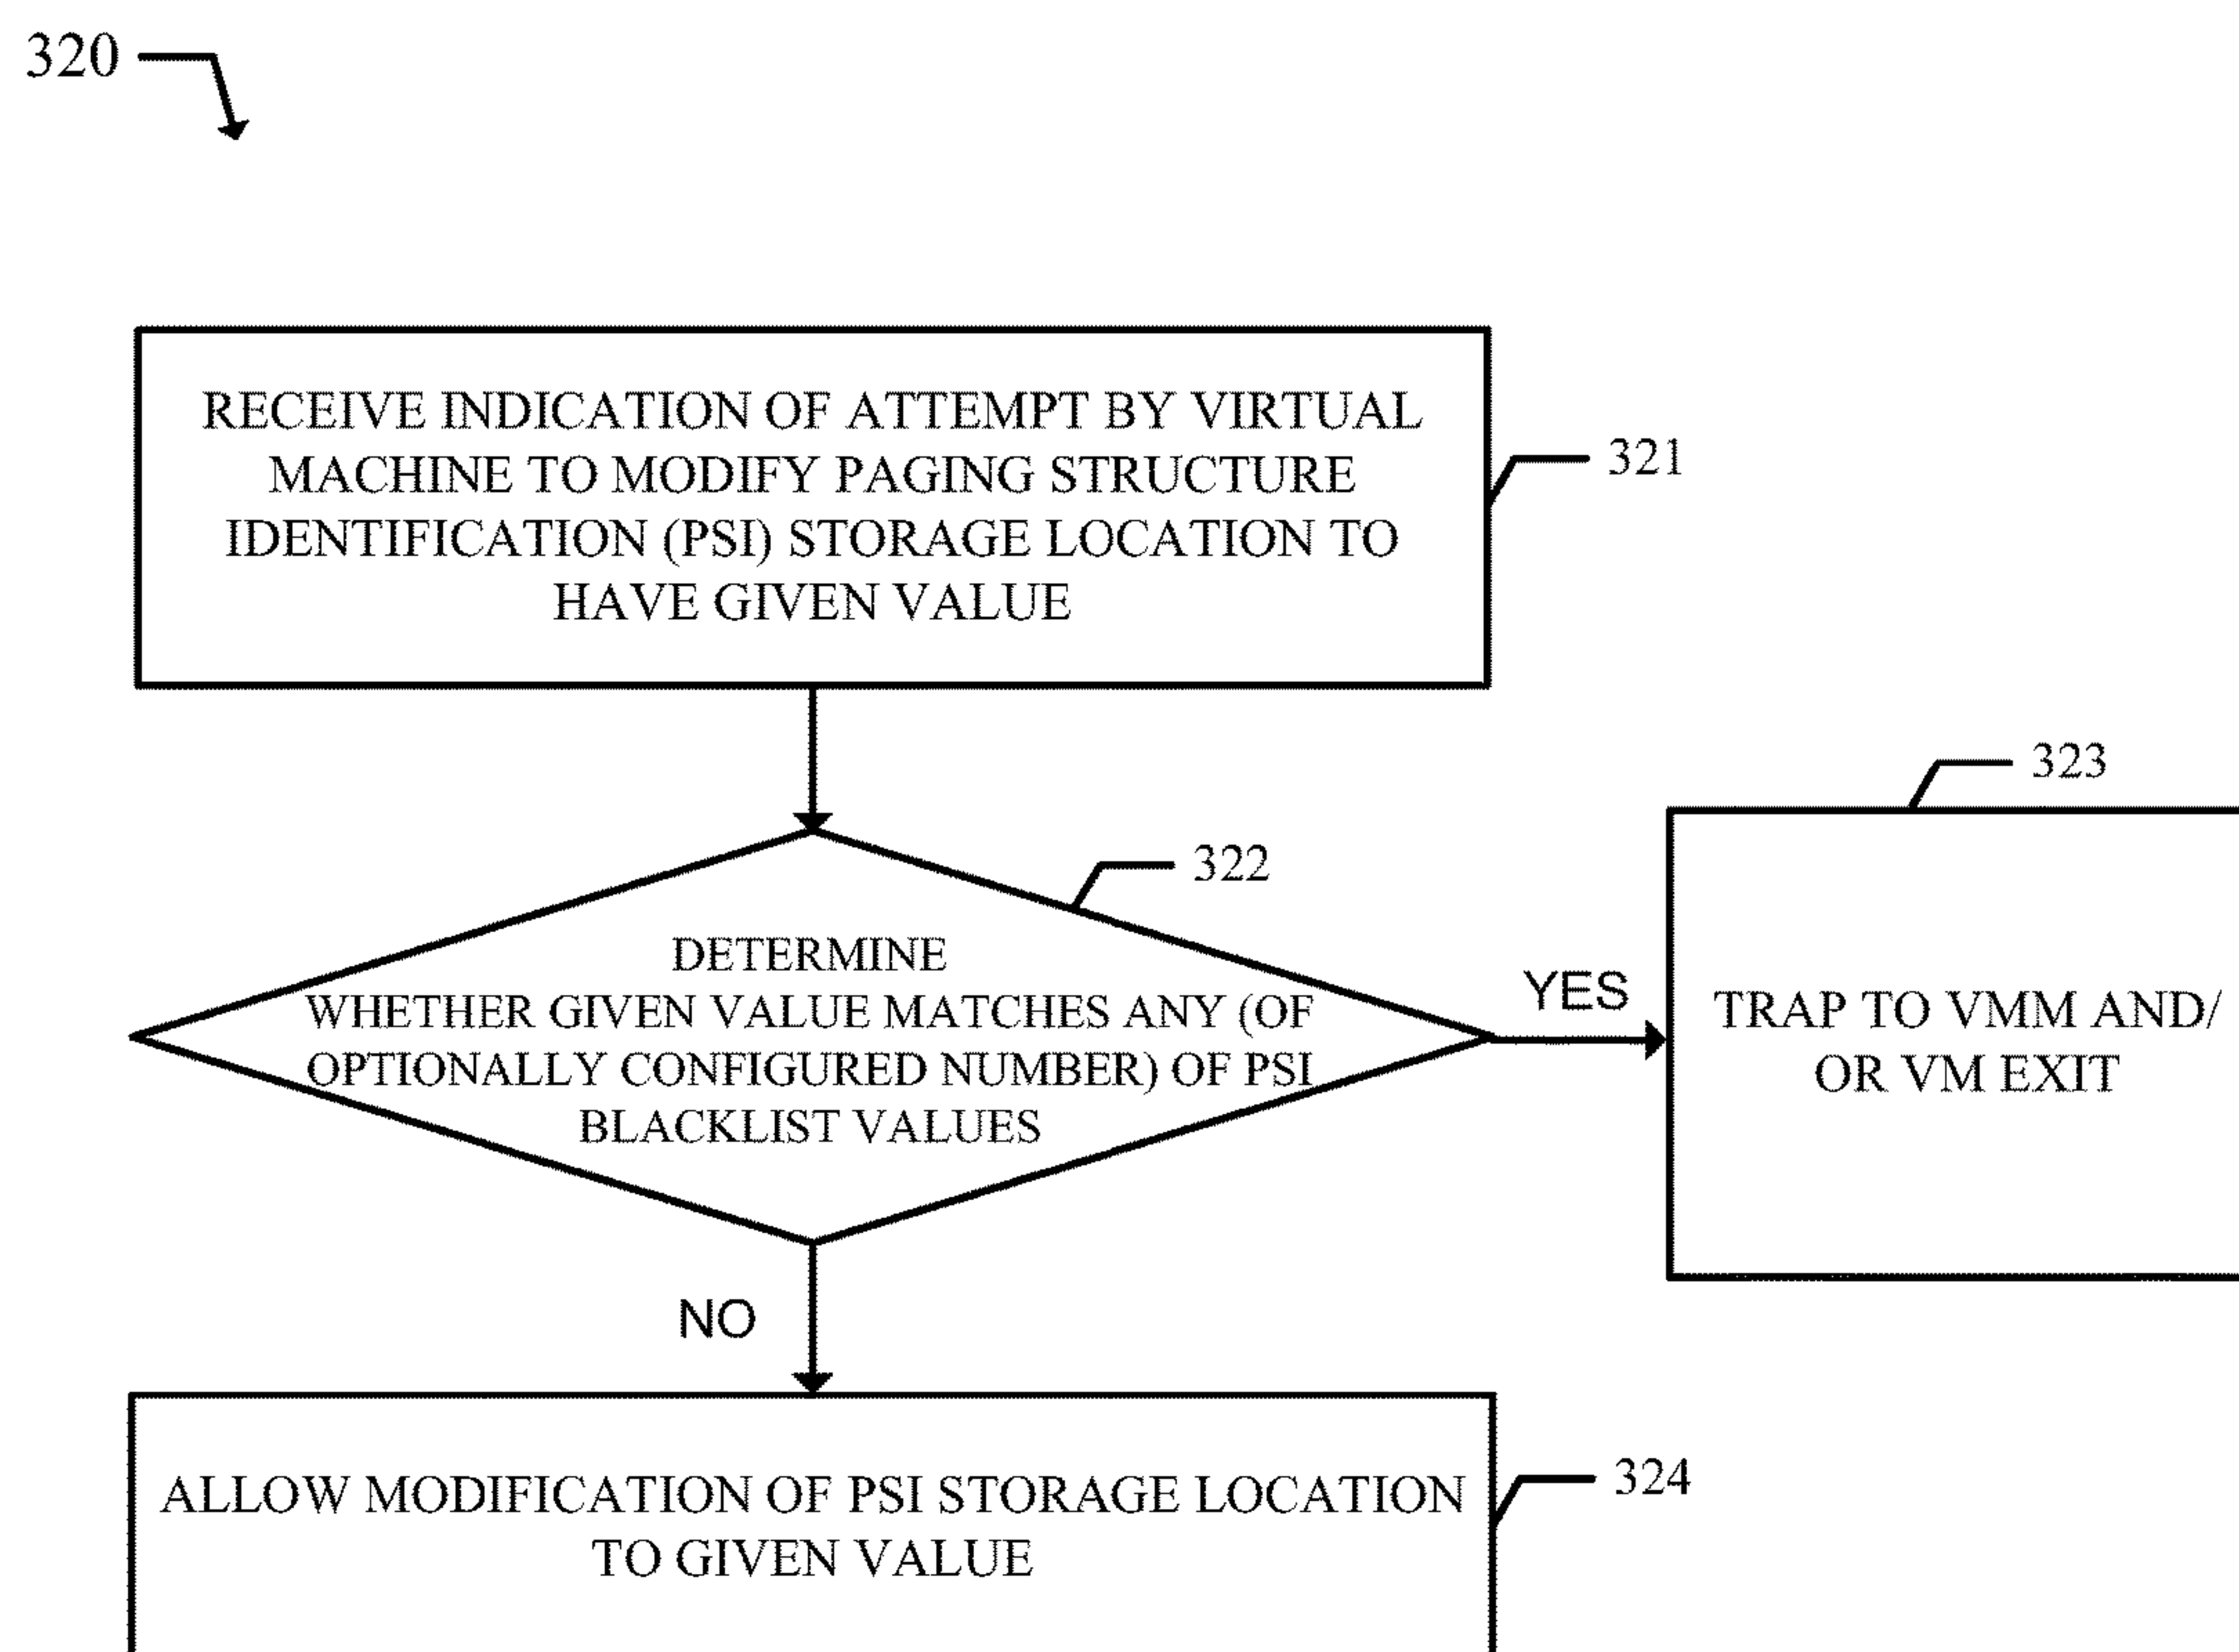 320
RECEIVE INDICATION OF ATTEMPT BY VIRTUAL
MACHINE TO MODIFY PAGING STRUCTURE
IDENTIFICATION (PSI) STORAGE LOCATION TO
HAVE GIVEN VALUE
321
323
322
DETERMINE
WHETHER GIVEN VALUE MATCHES ANY (OF
OPTIONALLY CONFIGURED NUMBER) OF PSI
BLACKLIST VALUES
YES
TRAP TO VMM AND/
OR VM EXIT
NO
ALLOW MODIFICATION OF PSI STORAGE LOCATION
TO GIVEN VALUE
324